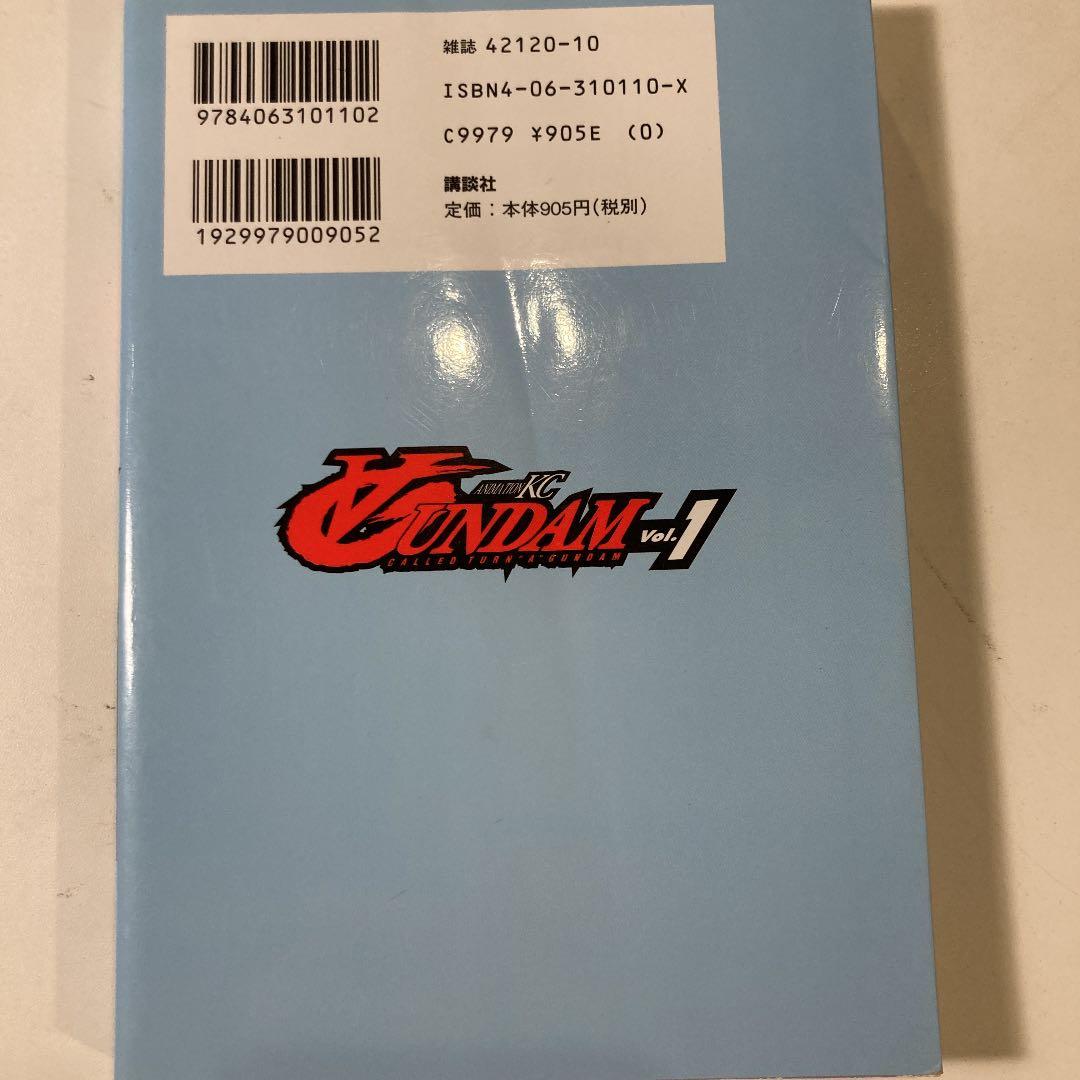 雑誌 42120-10
ISBN4-06-310110-X
9784063101102
C9979 ¥905E (0)
講談社
定価：本体905円(税別)
1929979009052
ANIMATION KC
∀GUNDAM Vol.1
CALLED TURN "A" GUNDAM